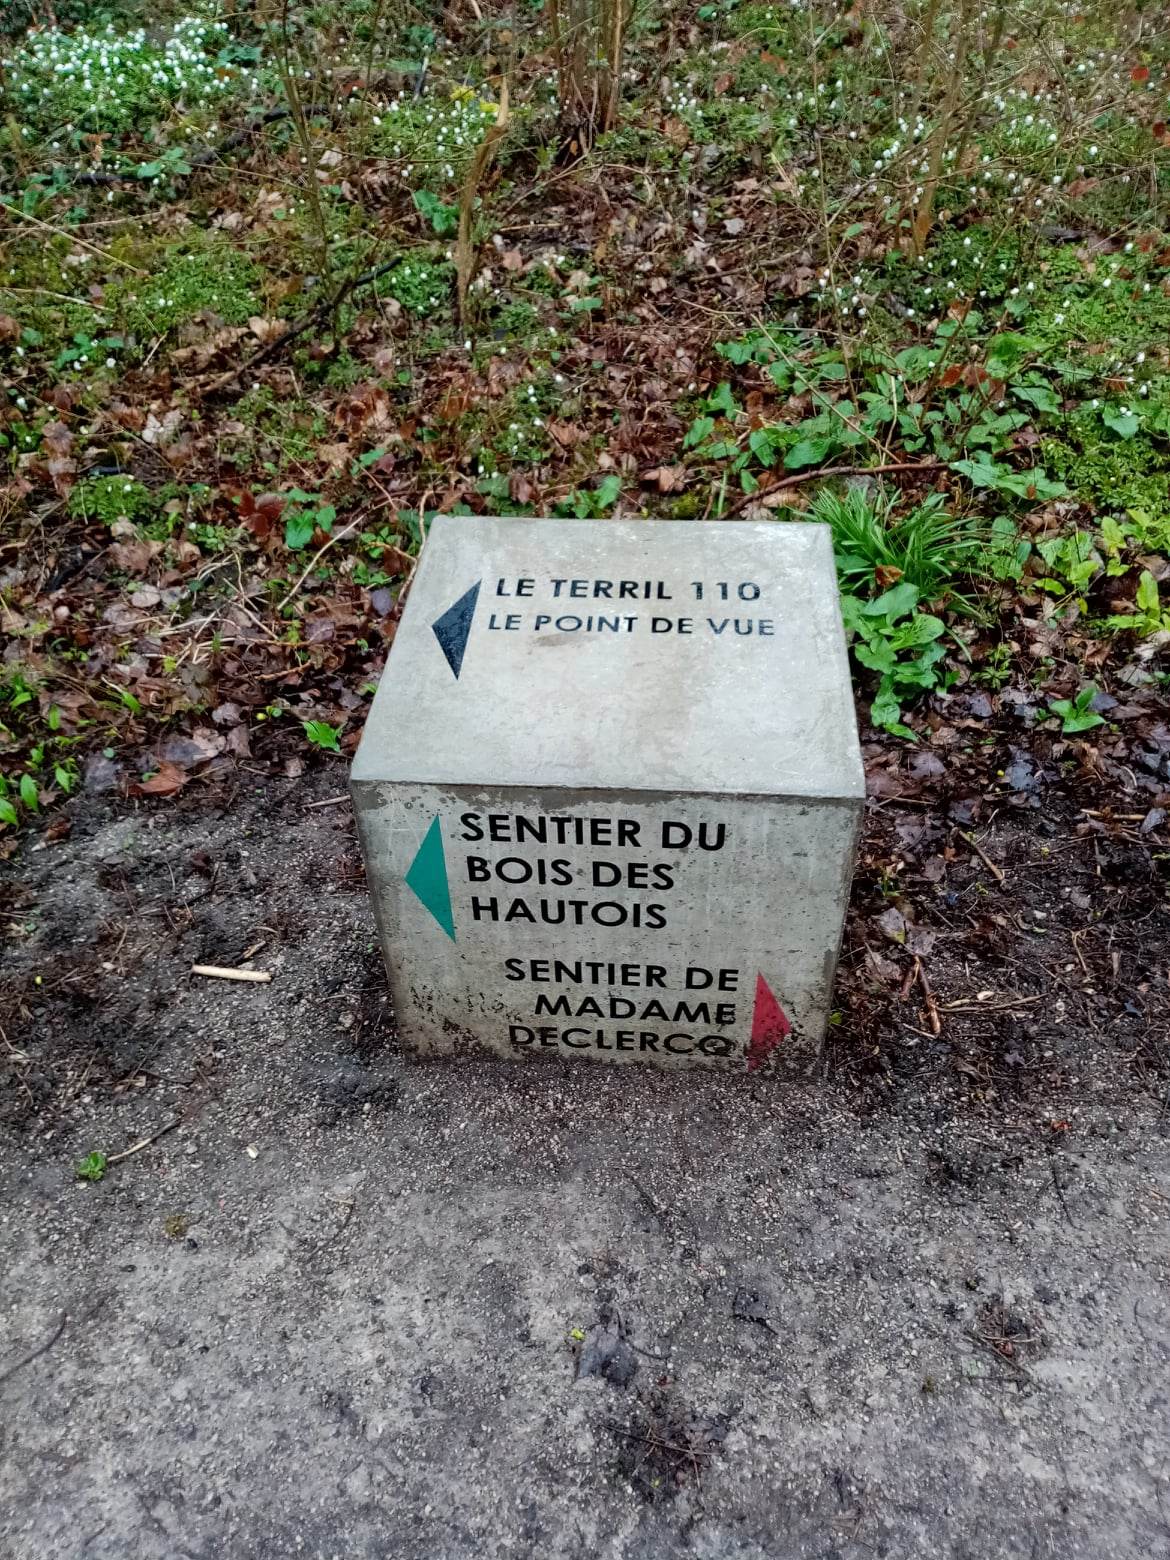 LE TERRIL 110
LE POINT DE VUE
SENTIER DU
BOIS DES
HAUTOIS
SENTIER DE
MADAME
DECLERCQ